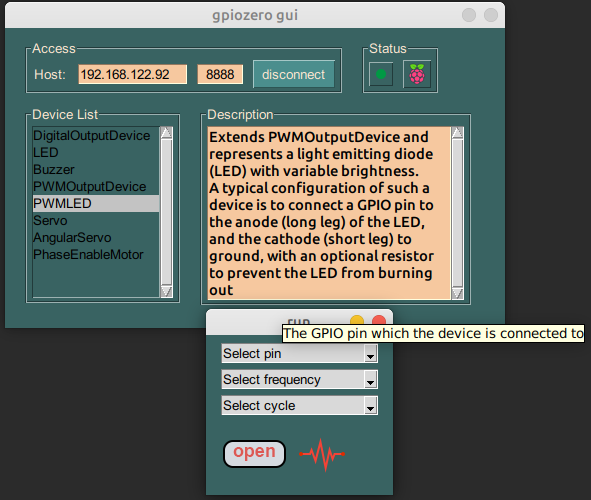 gpiozero gui
Access
Status
Host:
192.168.122.92
8888
disconnect
Device List
DigitalOutputDevice
LED
Buzzer
PWMOutputDevice
PWMLED
Servo
AngularServo
PhaseEnableMotor
Description
Extends PWMOutputDevice and
represents a light emitting diode
(LED) with variable brightness.
A typical configuration of such a
device is to connect a GPIO pin to
the anode (long leg) of the LED,
and the cathode (short leg) to
ground, with an optional resistor
to prevent the LED from burning
out
The GPIO pin which the device is connected to
Select pin
Select frequency
Select cycle
open